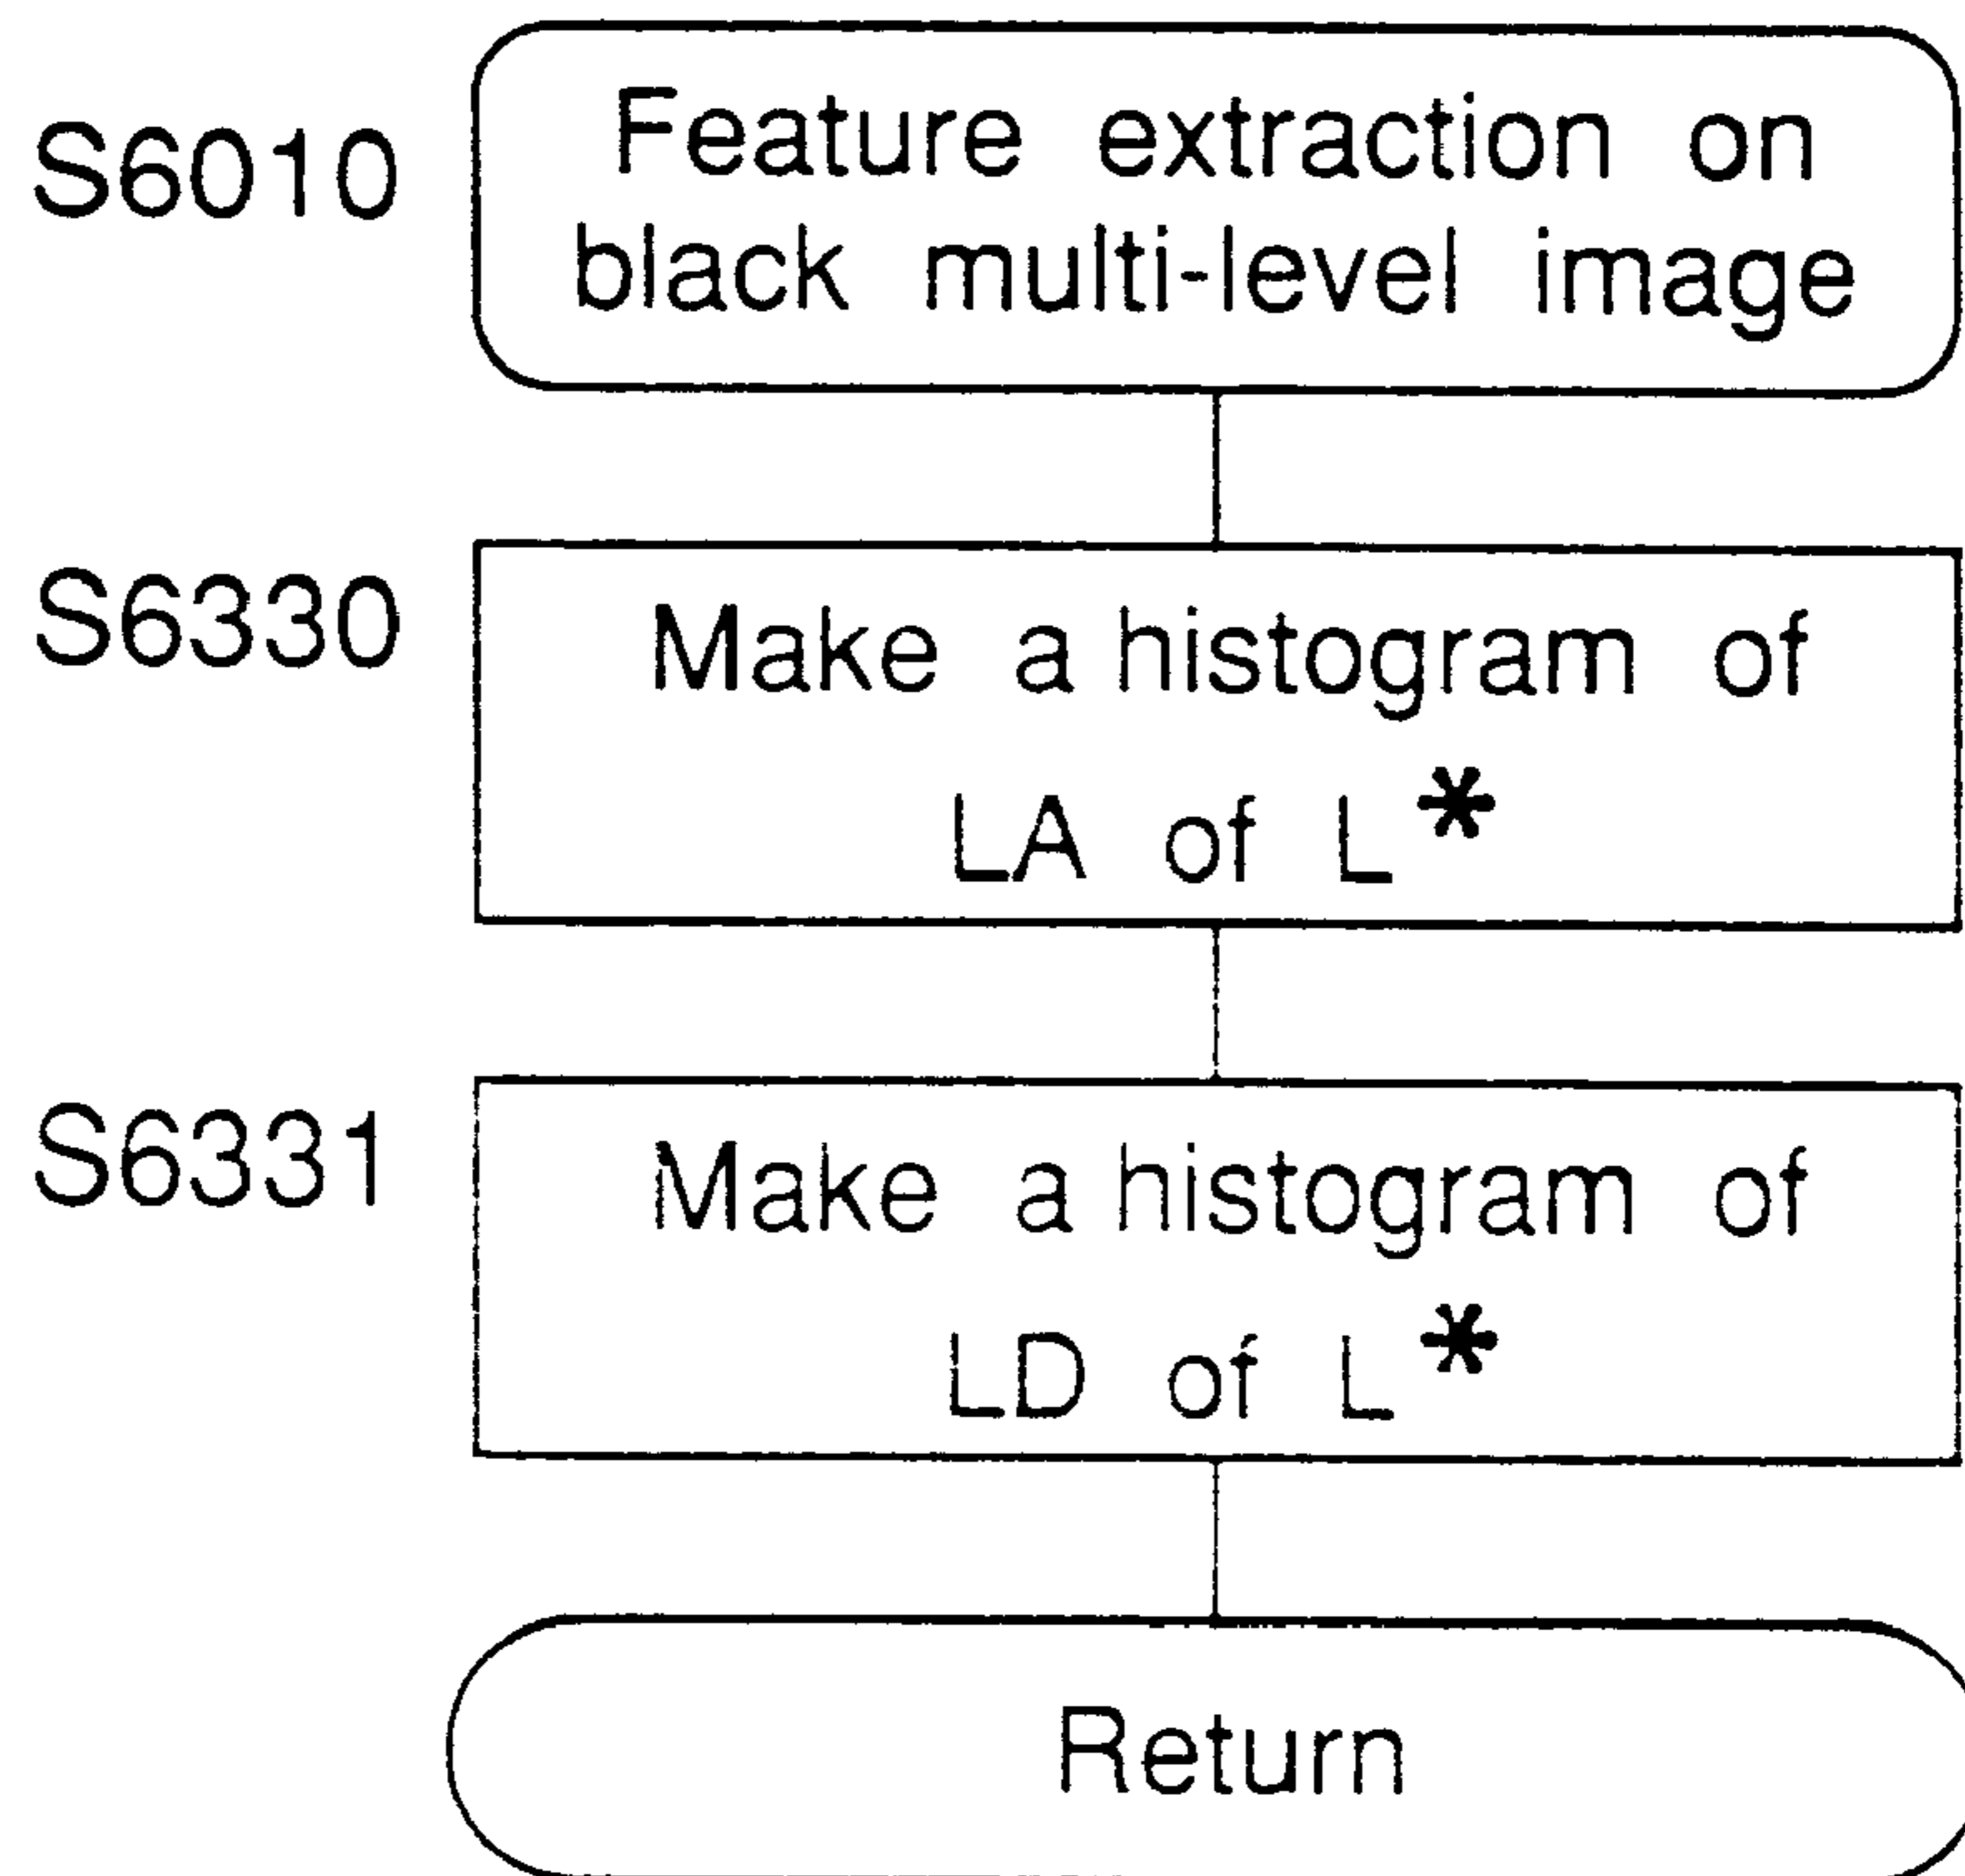 S6010
Feature extraction on
black multi-level image
S6330
Make a histogram of
LA of L*
S6331
Make a histogram of
LD of L*
Return